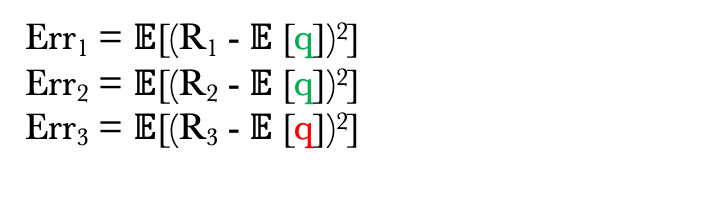 Err₁ = 𝔼[(R₁ - 𝔼 [q])²]
Err₂ = 𝔼[(R₂ - 𝔼 [q])²]
Err₃ = 𝔼[(R₃ - 𝔼 [q])²]